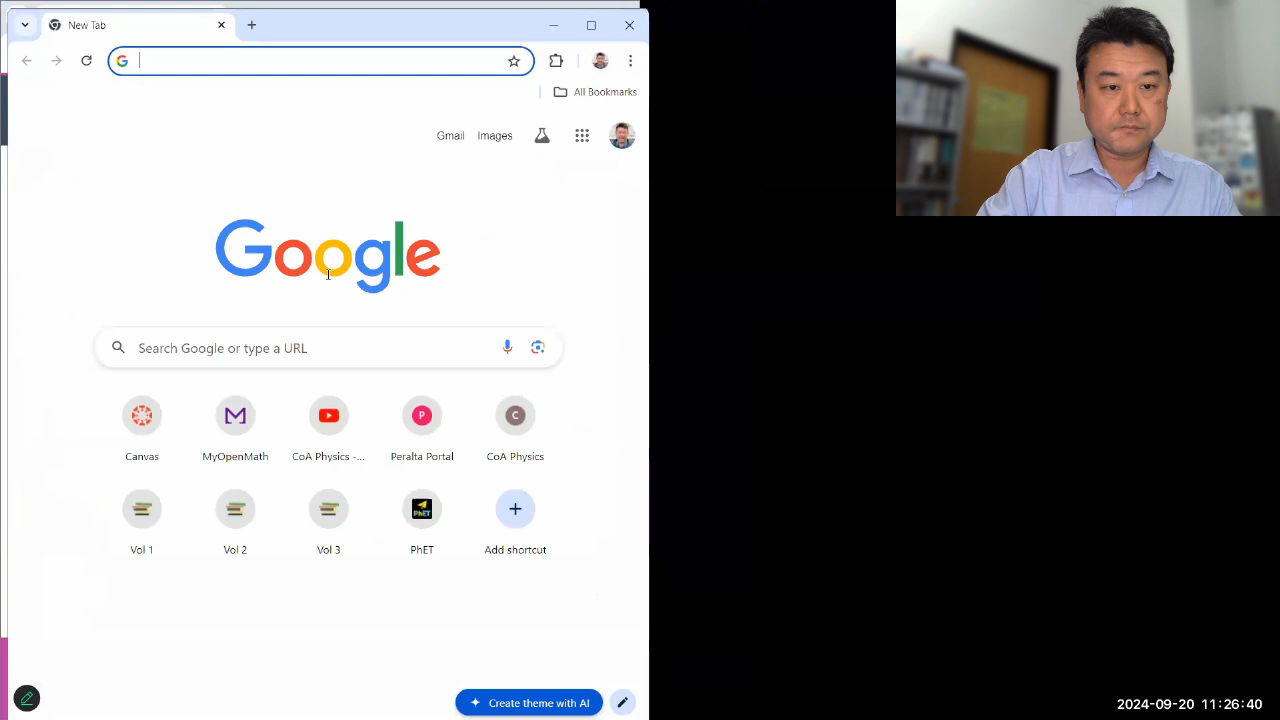 New Tab
All Bookmarks
Gmail Images
Google
Search Google or type a URL
Canvas
MyOpenMath
CoA Physics -...
P
Peralta Portal
C
CoA Physics
Vol 1
Vol 2
Vol 3
PhET
PhET
Add shortcut
Create theme with AI
2024-09-20 11:26:40